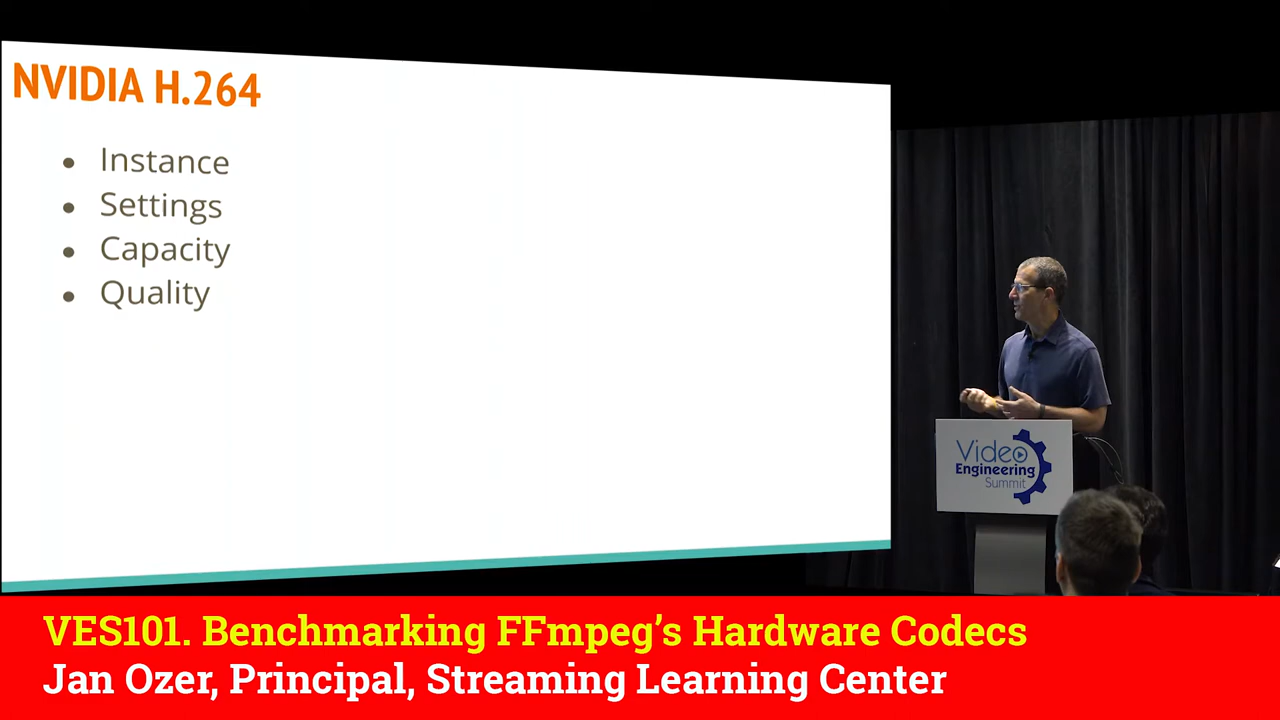 NVIDIA H.264
• Instance
• Settings
• Capacity
• Quality
Video
Engineering
Summit
VES101. Benchmarking FFmpeg’s Hardware Codecs
Jan Ozer, Principal, Streaming Learning Center